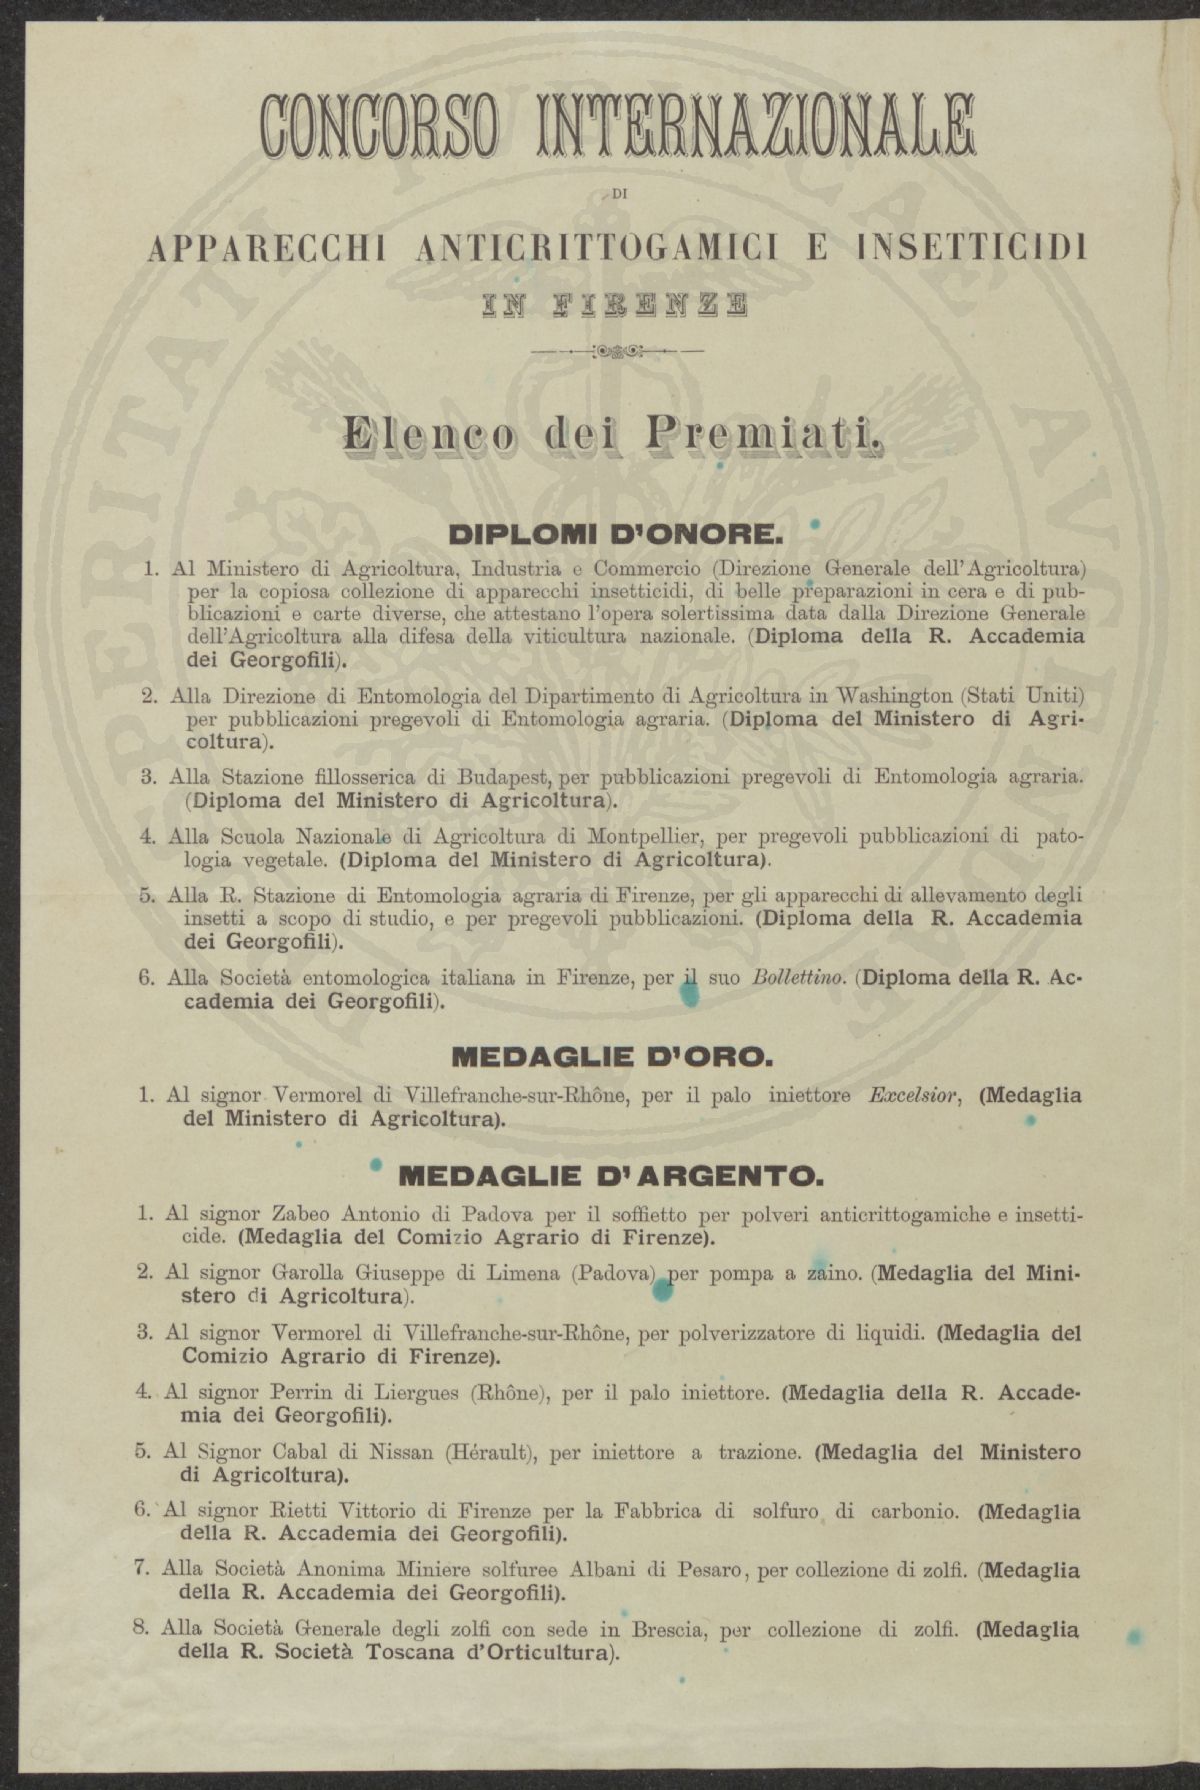 CONCORSO INTERNAZIONALE
DI
APPARECCHI ANTICRITTOGAMICI E INSETTICIDI
IN FIRENZE
Elenco dei Premiati.
DIPLOMI D'ONORE.
1. Al Ministero di Agricoltura, Industria e Commercio (Direzione Generale dell'Agricoltura)
per la copiosa collezione di apparecchi insetticidi, di belle preparazioni in cera e di pub-
blicazioni e carte diverse, che attestano l'opera solertissima data dalla Direzione Generale
dell'Agricoltura alla difesa della viticultura nazionale. (Diploma della R. Accademia
dei Georgofili).
2. Alla Direzione di Entomologia del Dipartimento di Agricoltura in Washington (Stati Uniti)
per pubblicazioni pregevoli di Entomologia agraria. (Diploma del Ministero di Agri-
coltura).
3. Alla Stazione fillosserica di Budapest, per pubblicazioni pregevoli di Entomologia agraria.
(Diploma del Ministero di Agricoltura).
4. Alla Scuola Nazionale di Agricoltura di Montpellier, per pregevoli pubblicazioni di pato-
logia vegetale. (Diploma del Ministero di Agricoltura).
5. Alla R. Stazione di Entomologia agraria di Firenze, per gli apparecchi di allevamento degli
insetti a scopo di studio, e per pregevoli pubblicazioni. (Diploma della R. Accademia
dei Georgofili).
6. Alla Società entomologica italiana in Firenze, per il suo Bollettino. (Diploma della R. Ac-
cademia dei Georgofili).
MEDAGLIE D'ORO.
1. Al signor Vermorel di Villefranche-sur-Rhône, per il palo iniettore Excelsior, (Medaglia
del Ministero di Agricoltura).
MEDAGLIE D'ARGENTO.
1. Al signor Zabeo Antonio di Padova per il soffietto per polveri anticrittogamiche e insetti-
cide. (Medaglia del Comizio Agrario di Firenze).
2. Al signor Garolla Giuseppe di Limena (Padova) per pompa a zaino. (Medaglia del Mini-
stero di Agricoltura).
3. Al signor Vermorel di Villefranche-sur-Rhône, per polverizzatore di liquidi. (Medaglia del
Comizio Agrario di Firenze).
4. Al signor Perrin di Liergues (Rhône), per il palo iniettore. (Medaglia della R. Accade-
mia dei Georgofili).
5. Al Signor Cabal di Nissan (Hérault), per iniettore a trazione. (Medaglia del Ministero
di Agricoltura).
6. Al signor Rietti Vittorio di Firenze per la Fabbrica di solfuro di carbonio. (Medaglia
della R. Accademia dei Georgofili).
7. Alla Società Anonima Miniere solfuree Albani di Pesaro, per collezione di zolfi. (Medaglia
della R. Accademia dei Georgofili).
8. Alla Società Generale degli zolfi con sede in Brescia, per collezione di zolfi. (Medaglia
della R. Società Toscana d'Orticultura).
PROSPERITATI PUBLICAE AUGENDAE